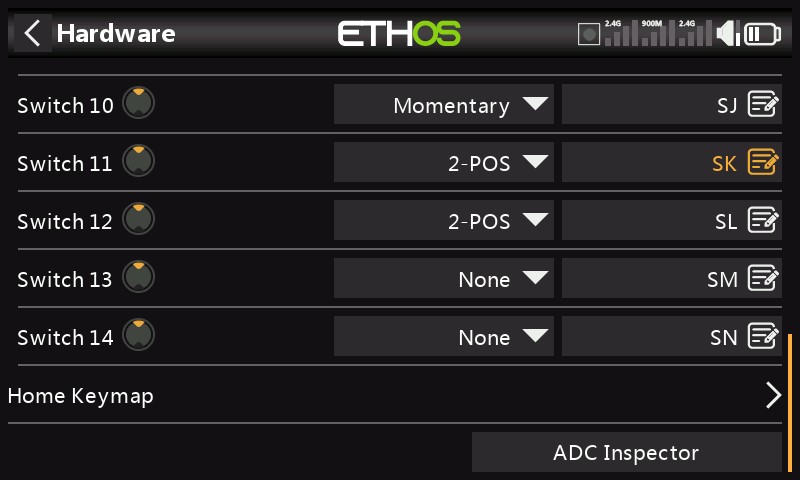 Hardware
ETHOS
2.4G 900M 2.4G
Switch 10 Momentary SJ
Switch 11 2-POS SK
Switch 12 2-POS SL
Switch 13 None SM
Switch 14 None SN
Home Keymap
ADC Inspector